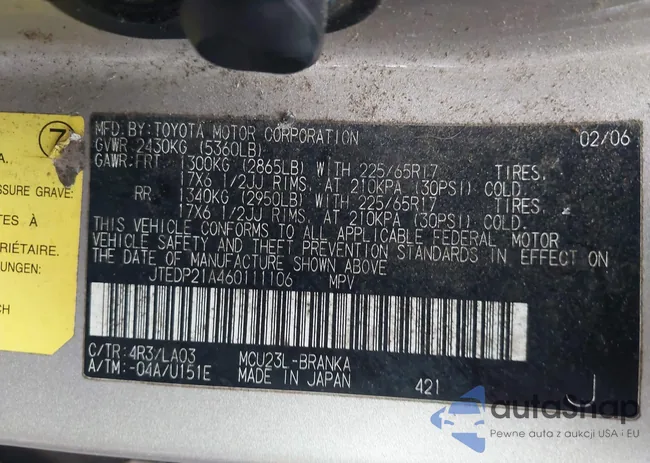 7
A.
SSURE GRAVE:
TES À
RIÉTAIRE.
UNGEN:
CH
MFD. BY: TOYOTA MOTOR CORPORATION 02/06
GVWR 2430KG (5360LB)
GAWR: FRT. 1300KG (2865LB) WITH 225/65R17 TIRES.
17X6 1/2JJ RIMS, AT 210KPA (30PSI) COLD.
RR. 1340KG (2950LB) WITH 225/65R17 TIRES.
17X6 1/2JJ RIMS, AT 210KPA (30PSI) COLD.
THIS VEHICLE CONFORMS TO ALL APPLICABLE FEDERAL MOTOR
VEHICLE SAFETY AND THEFT PREVENTION STANDARDS IN EFFECT ON
THE DATE OF MANUFACTURE SHOWN ABOVE.
JTEDP21A460111106 MPV
C/TR: 4R3/LA03 MCU23L-BRANKA
A/TM: -04A/U151E MADE IN JAPAN 421 J
autasnap
Pewne auta z aukcji USA i EU